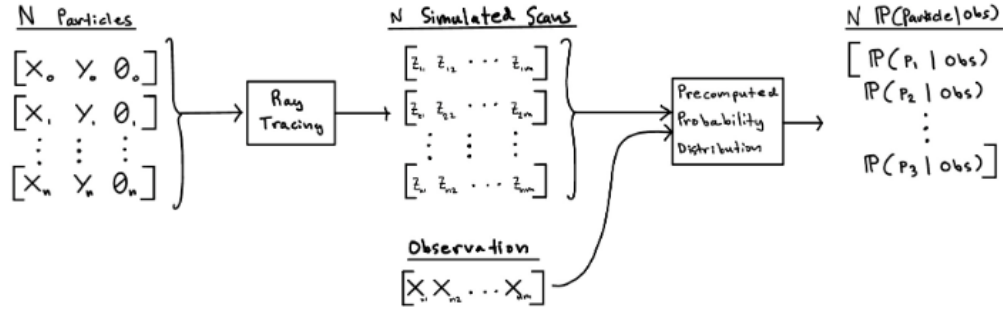 N Particles
[X₀ Y₀ θ₀]
[X₁ Y₁ θ₁]
⋮ ⋮ ⋮
[Xₙ Yₙ θₙ]
Ray
Tracing
N Simulated Scans
[z₁₁ z₁₂ ⋯ z₁ₘ]
[z₂₁ z₂₂ ⋯ z₂ₘ]
⋮ ⋮ ⋮
[zₙ₁ zₙ₂ ⋯ zₙₘ]
Observation
[X Xₙ₂ ⋯ X]
Precomputed
Probability
Distribution
N ℙ(Particle|Obs)
[ℙ(p₁ | obs)
ℙ(p₂ | obs)
⋮
ℙ(p₃ | obs)]